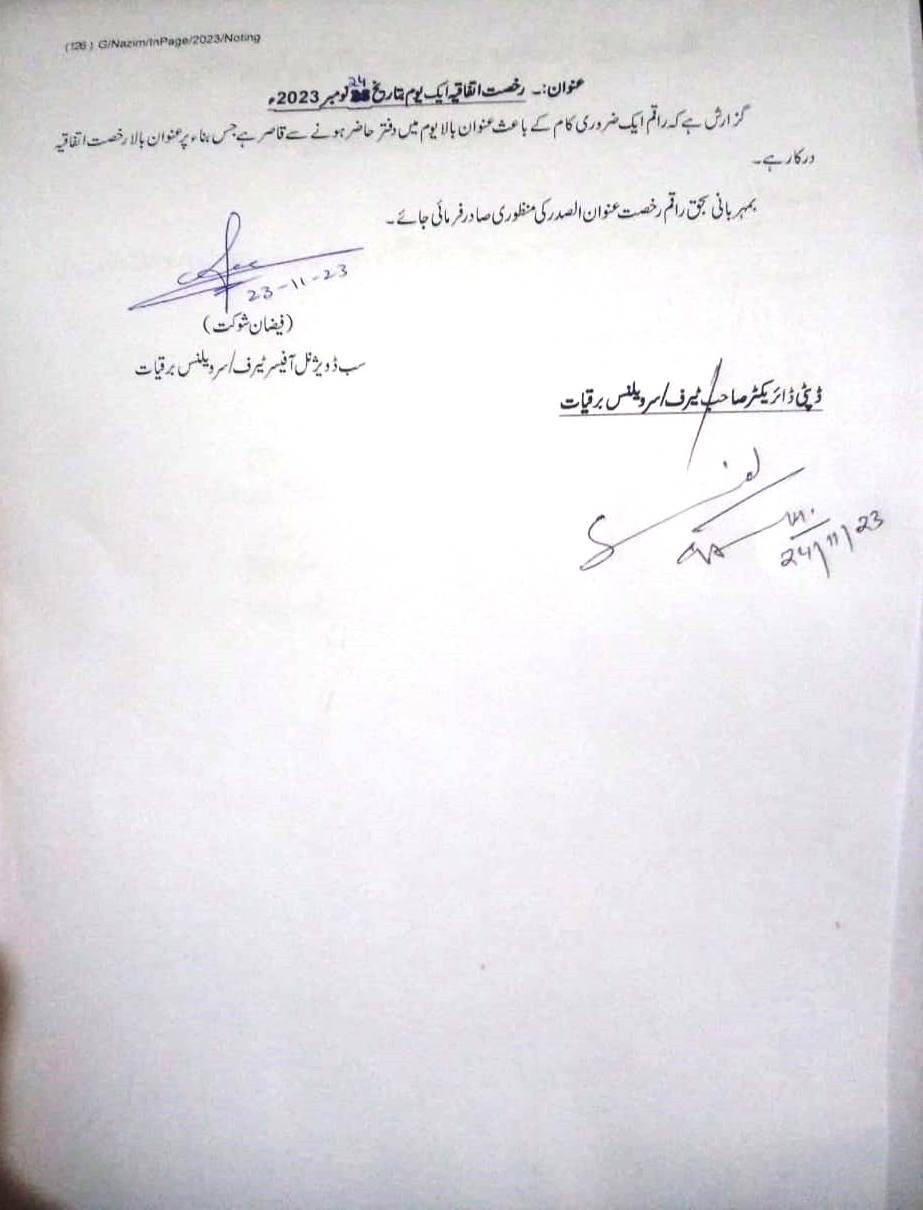 (126) G/Nazim/InPage/2023/Noting
عنوان:۔ رخصت اتفاقیہ ایک یوم بتاریخ 24 نومبر 2023ء
گزارش ہے کہ راقم ایک ضروری کام کے باعث عنوان بالا یوم میں دفتر حاضر ہونے سے قاصر ہے جس بناء پر عنوان بالا رخصت اتفاقیہ
درکار ہے۔
بمہربانی بحق راقم رخصت عنوان الصدر کی منظوری صادر فرمائی جائے۔
23-11-23
(فیضان شوکت)
سب ڈویژنل آفیسر ٹیرف/سرویلنس برقیات
ڈپٹی ڈائریکٹر صاحب ٹیرف/سرویلنس برقیات
24/11/23